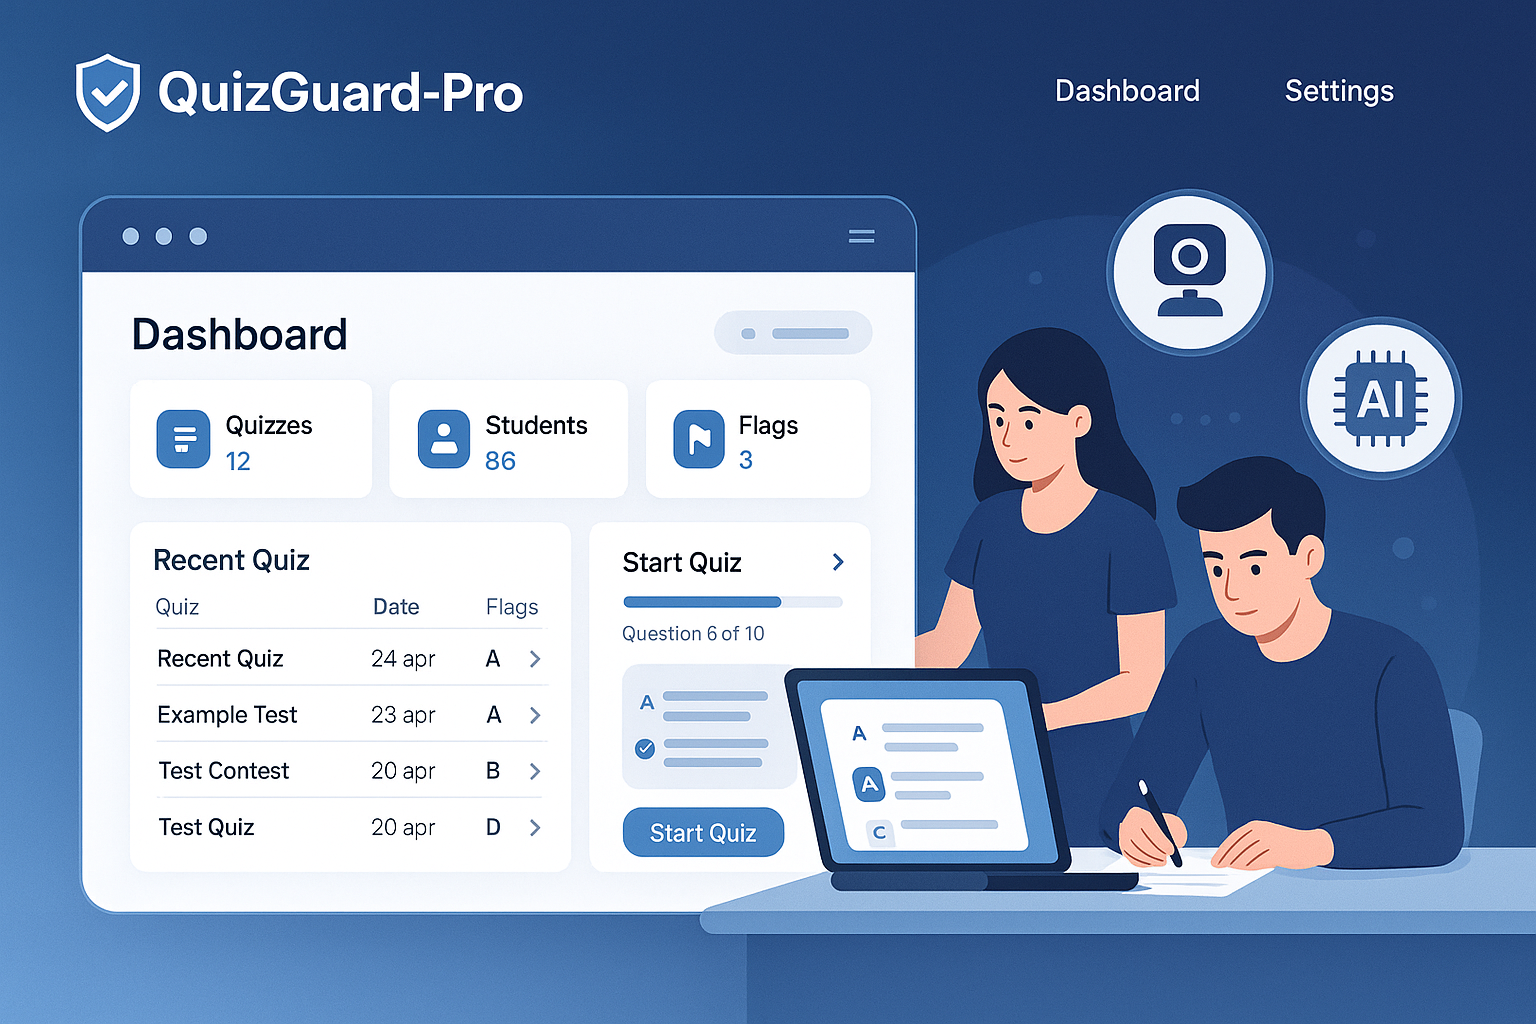 QuizGuard-Pro
Dashboard
Settings
Dashboard
Quizzes
12
Students
86
Flags
3
Recent Quiz
Quiz Date Flags
Recent Quiz 24 apr A
Example Test 23 apr A
Test Contest 20 apr B
Test Quiz 20 apr D
Start Quiz
Question 6 of 10
A
Start Quiz
A
A
C
AI